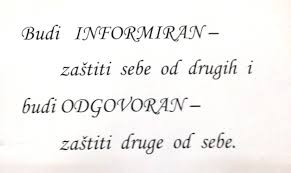 Budi INFORMIRAN –
zaštiti sebe od drugih i
budi ODGOVORAN –
zaštiti druge od sebe.